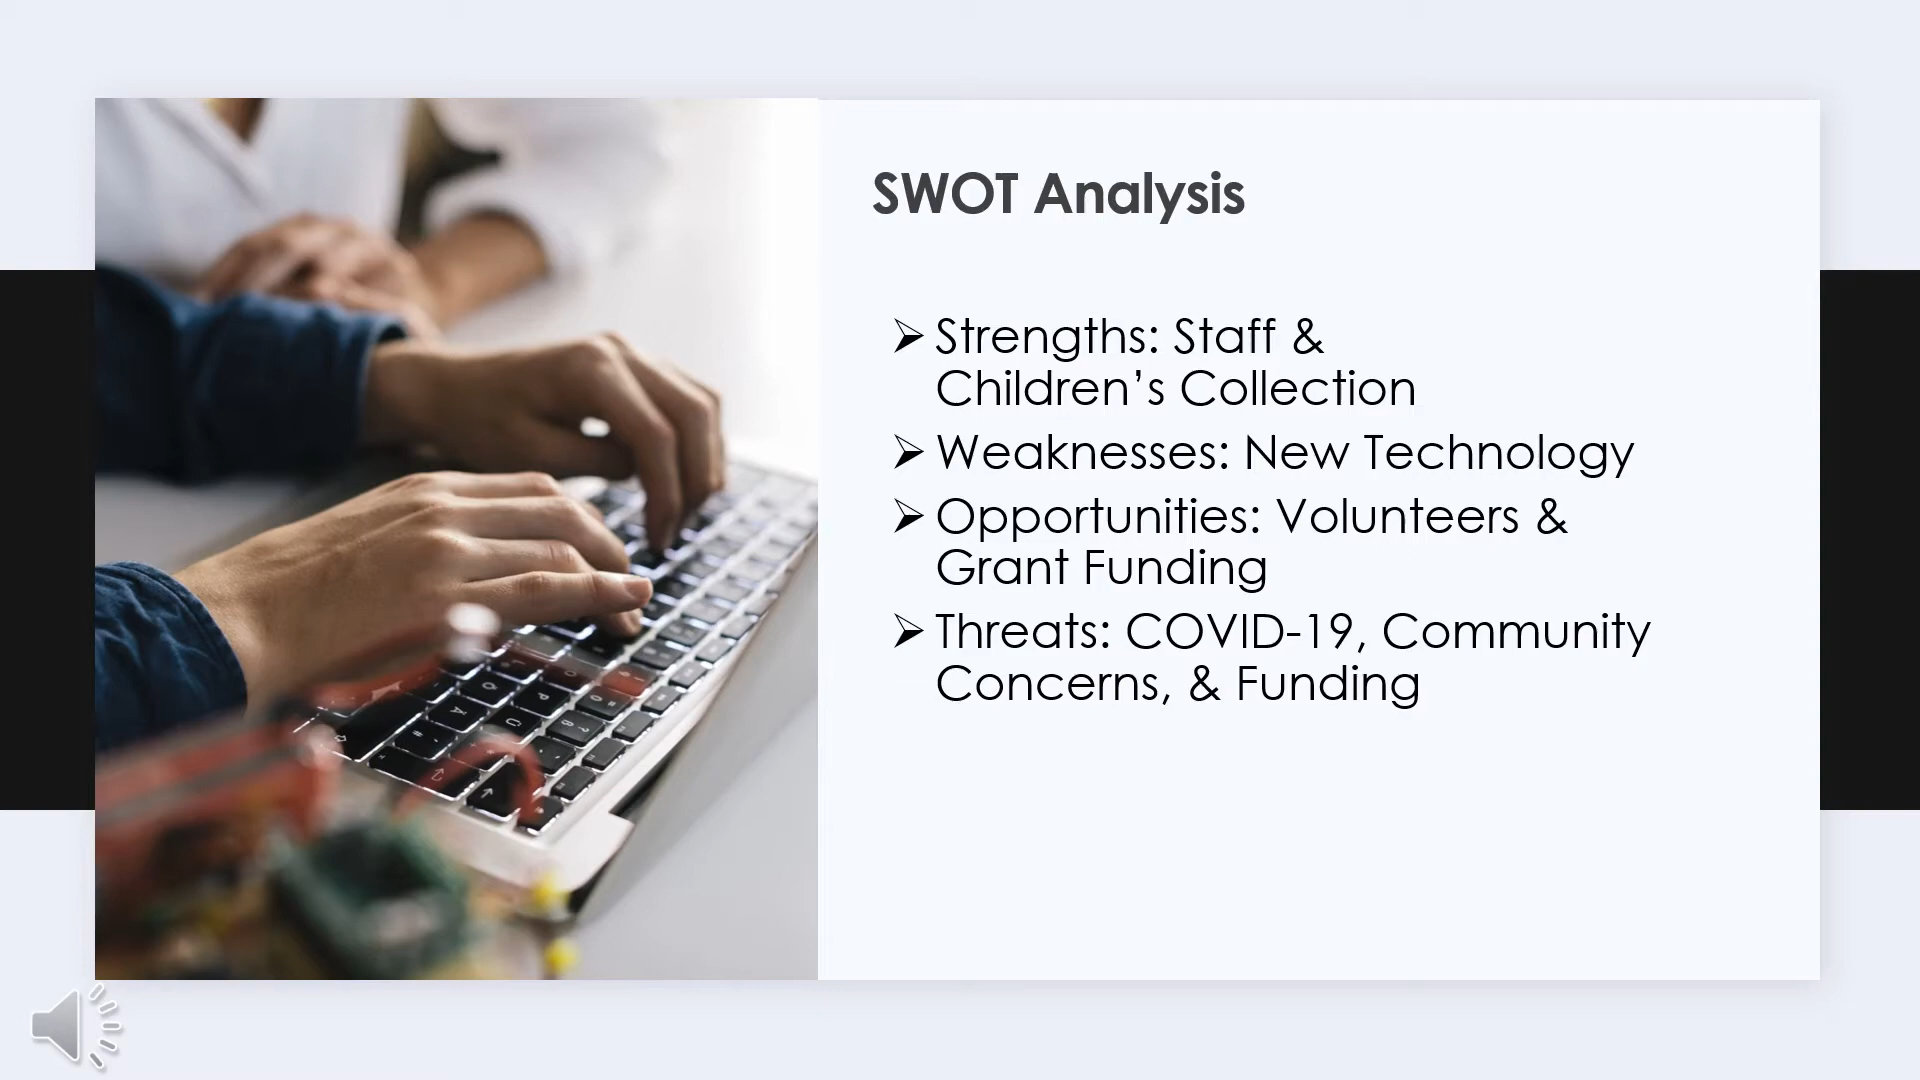 SWOT Analysis
➢ Strengths: Staff &
Children’s Collection
➢ Weaknesses: New Technology
➢ Opportunities: Volunteers &
Grant Funding
➢ Threats: COVID-19, Community
Concerns, & Funding